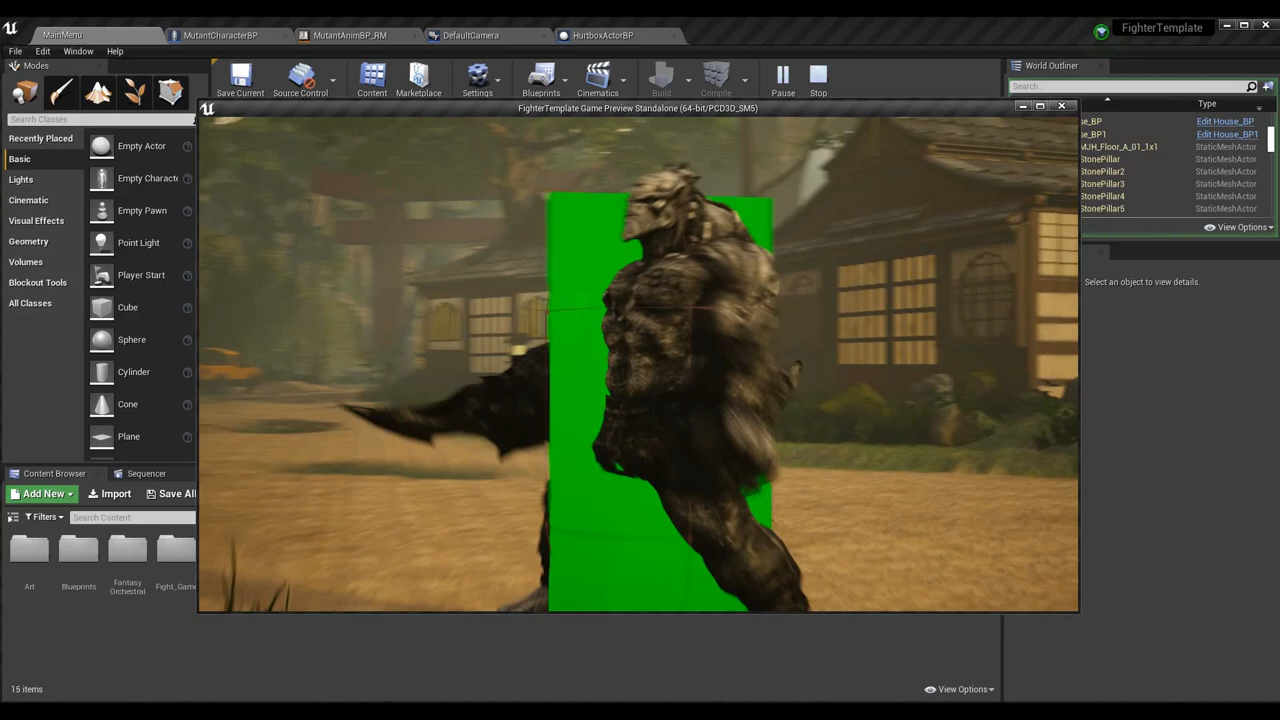 MainMenu
MutantCharacterBP
MutantAnimBP_RM
DefaultCamera
HurtboxActorBP
FighterTemplate
File
Edit
Window
Help
Modes
Save Current
Source Control
Content
Marketplace
Settings
Blueprints
Cinematics
Build
Compile
Pause
Stop
World Outliner
Search...
Type
Search Classes
FighterTemplate Game Preview Standalone (64-bit/PCD3D_SM5)
se_BP
Edit House_BP
se_BP1
Edit House_BP1
MJH_Floor_A_01_1x1
StaticMeshActor
StonePillar
StaticMeshActor
StonePillar2
StaticMeshActor
StonePillar3
StaticMeshActor
StonePillar4
StaticMeshActor
StonePillar5
StaticMeshActor
View Options
Select an object to view details.
Recently Placed
Basic
Lights
Cinematic
Visual Effects
Geometry
Volumes
Blockout Tools
All Classes
Empty Actor
Empty Characte
Empty Pawn
Point Light
Player Start
Cube
Sphere
Cylinder
Cone
Plane
Content Browser
Sequencer
Add New
Import
Save All
Filters
Search Content
Art
Blueprints
Fantasy
Orchestral
Fight_Game
15 items
View Options